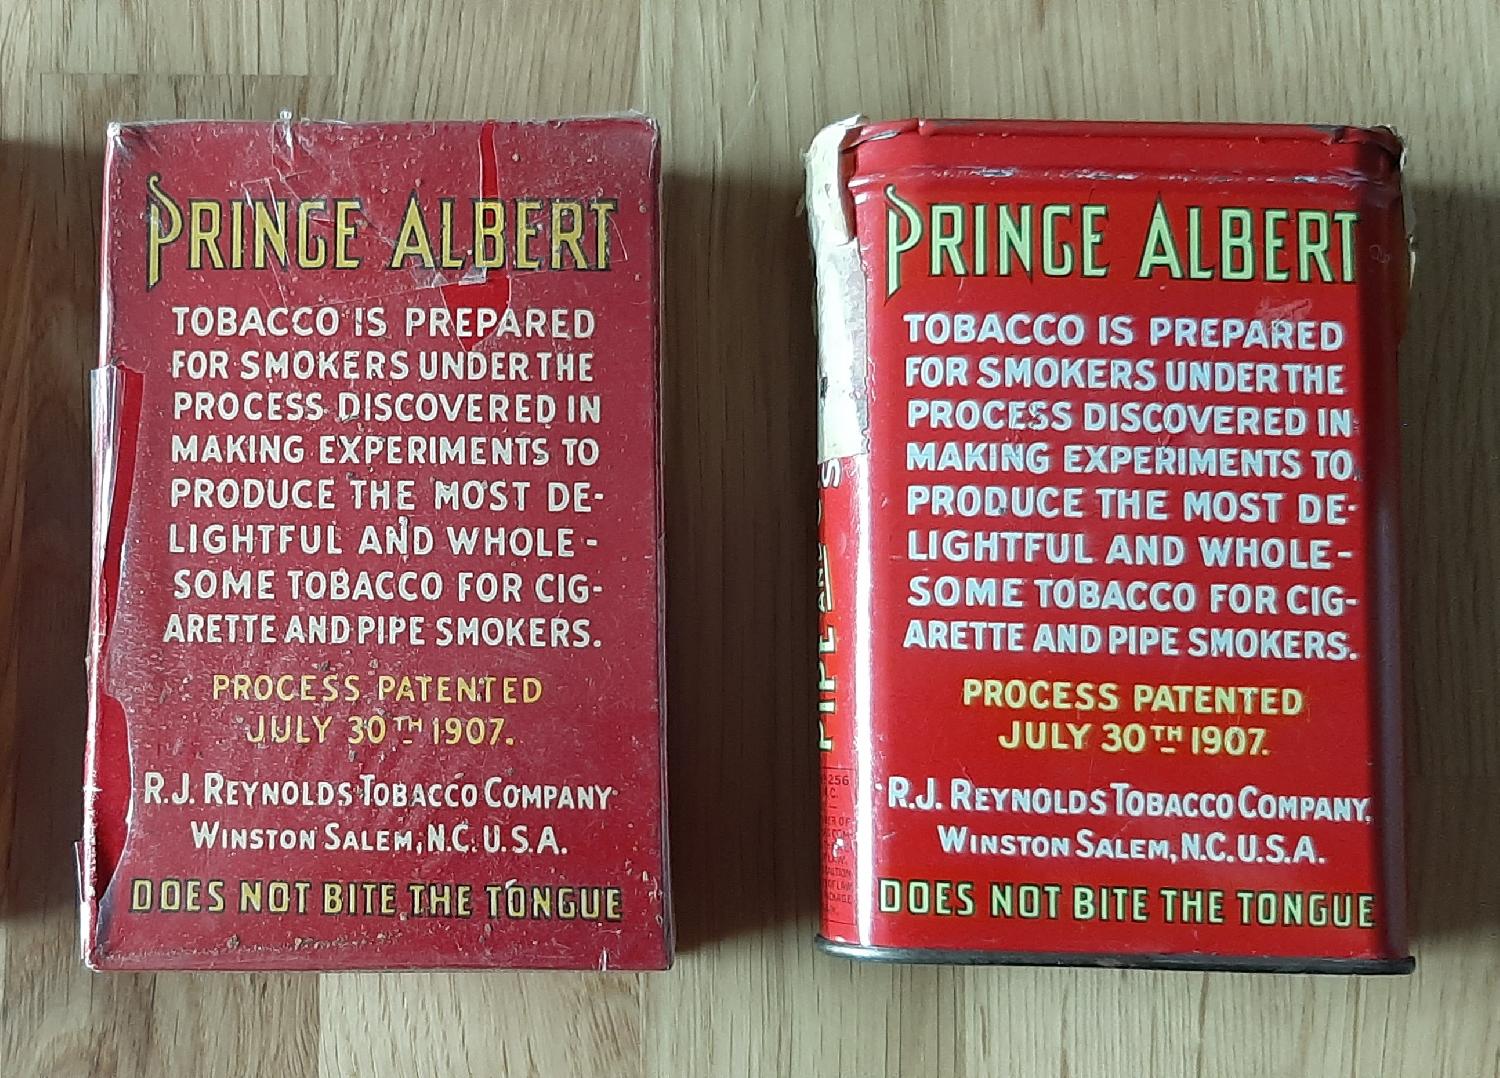 PRINCE ALBERT
TOBACCO IS PREPARED
FOR SMOKERS UNDER THE
PROCESS DISCOVERED IN
MAKING EXPERIMENTS TO
PRODUCE THE MOST DE-
LIGHTFUL AND WHOLE-
SOME TOBACCO FOR CIG-
ARETTE AND PIPE SMOKERS.
PROCESS PATENTED
JULY 30TH 1907.
R.J. REYNOLDS TOBACCO COMPANY
WINSTON SALEM, N.C. U.S.A.
DOES NOT BITE THE TONGUE
PRINCE ALBERT
TOBACCO IS PREPARED
FOR SMOKERS UNDER THE
PROCESS DISCOVERED IN
MAKING EXPERIMENTS TO
PRODUCE THE MOST DE-
LIGHTFUL AND WHOLE-
SOME TOBACCO FOR CIG-
ARETTE AND PIPE SMOKERS.
PROCESS PATENTED
JULY 30TH 1907.
R.J. REYNOLDS TOBACCO COMPANY,
WINSTON SALEM, N.C. U.S.A.
DOES NOT BITE THE TONGUE
PIPE AND